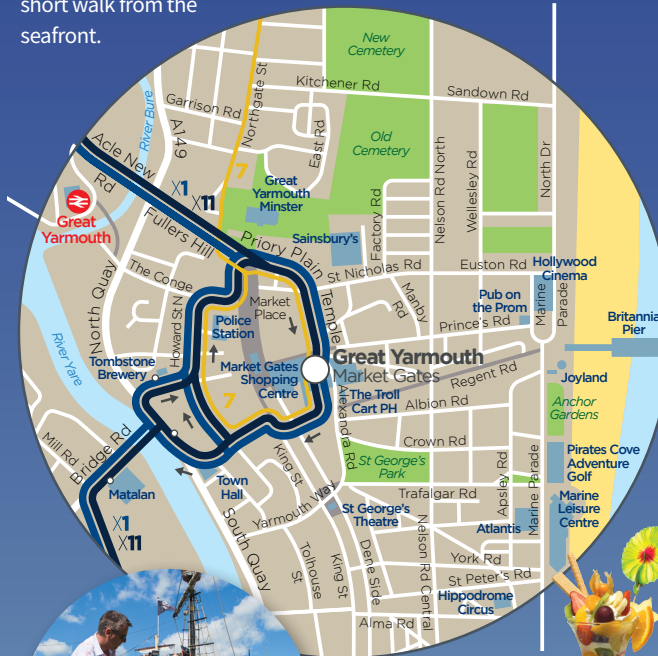 short walk from the
seafront.
New
Cemetery
Kitchener Rd
Sandown Rd
Garrison Rd
Northgate St
River Bure
A149
East Rd
Old
Cemetery
Acle New
Rd
X1
X11
7
Great
Yarmouth
Minster
Factory Rd
Nelson Rd North
Wellesley Rd
North Dr
Great
Yarmouth
Fullers Hill
Priory Plain
Sainsbury's
St Nicholas Rd
Euston Rd
Hollywood
Cinema
The Conge
North Quay
Howard St N
Market
Place
Temple
Manby
Rd
Pub on
the Prom
Marine
Parade
Police
Station
Prince's Rd
Britannia
Pier
River Yare
Tombstone
Brewery
Market Gates
Shopping
Centre
Great Yarmouth
Market Gates
Regent Rd
Joyland
7
The Troll
Cart PH
Albion Rd
Anchor
Gardens
Alexandra Rd
Mill Rd
Bridge Rd
Crown Rd
King St
St George's
Park
Apsley Rd
Marine Parade
Pirates Cove
Adventure
Golf
Matalan
Town
Hall
Yarmouth Way
Trafalgar Rd
Marine
Leisure
Centre
St George's
Theatre
Atlantis
X1
X11
South Quay
Tolhouse
St
King St
Dene Side
Nelson Rd Central
York Rd
St Peter's Rd
Hippodrome
Circus
Alma Rd